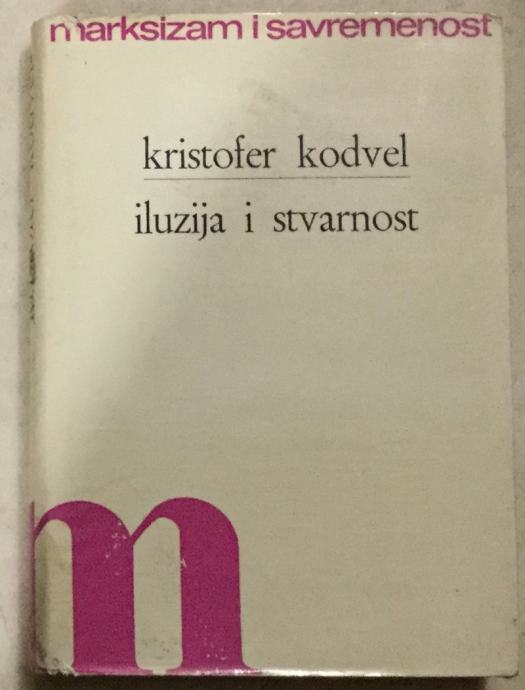 marksizam i savremenost
kristofer kodvel
iluzija i stvarnost
m